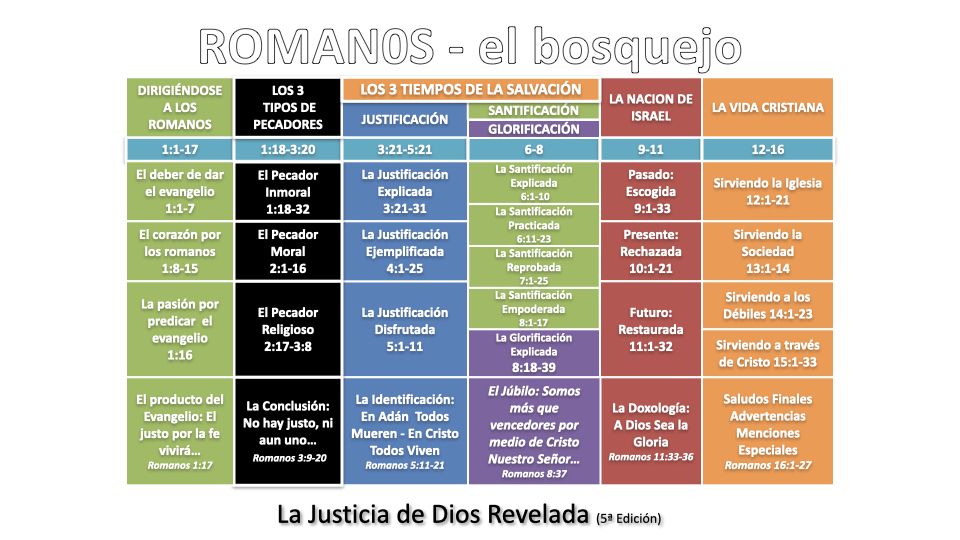 ROMAN0S - el bosquejo
DIRIGIÉNDOSE
A LOS
ROMANOS
LOS 3
TIPOS DE
PECADORES
LOS 3 TIEMPOS DE LA SALVACIÓN
JUSTIFICACIÓN
SANTIFICACIÓN
GLORIFICACIÓN
LA NACION DE
ISRAEL
LA VIDA CRISTIANA
1:1-17
1:18-3:20
3:21-5:21
6-8
9-11
12-16
El deber de dar
el evangelio
1:1-7
El Pecador
Inmoral
1:18-32
La Justificación
Explicada
3:21-31
La Santificación
Explicada
6:1-10
La Santificación
Practicada
6:11-23
Pasado:
Escogida
9:1-33
Sirviendo la Iglesia
12:1-21
El corazón por
los romanos
1:8-15
El Pecador
Moral
2:1-16
La Justificación
Ejemplificada
4:1-25
La Santificación
Reprobada
7:1-25
Presente:
Rechazada
10:1-21
Sirviendo la
Sociedad
13:1-14
La pasión por
predicar el
evangelio
1:16
El Pecador
Religioso
2:17-3:8
La Justificación
Disfrutada
5:1-11
La Santificación
Empoderada
8:1-17
La Glorificación
Explicada
8:18-39
Futuro:
Restaurada
11:1-32
Sirviendo a los
Débiles 14:1-23
Sirviendo a través
de Cristo 15:1-33
El producto del
Evangelio: El
justo por la fe
vivirá...
Romanos 1:17
La Conclusión:
No hay justo, ni
aun uno...
Romanos 3:9-20
La Identificación:
En Adán Todos
Mueren - En Cristo
Todos Viven
Romanos 5:11-21
El Júbilo: Somos
más que
vencedores por
medio de Cristo
Nuestro Señor...
Romanos 8:37
La Doxología:
A Dios Sea la
Gloria
Romanos 11:33-36
Saludos Finales
Advertencias
Menciones
Especiales
Romanos 16:1-27
La Justicia de Dios Revelada (5ª Edición)